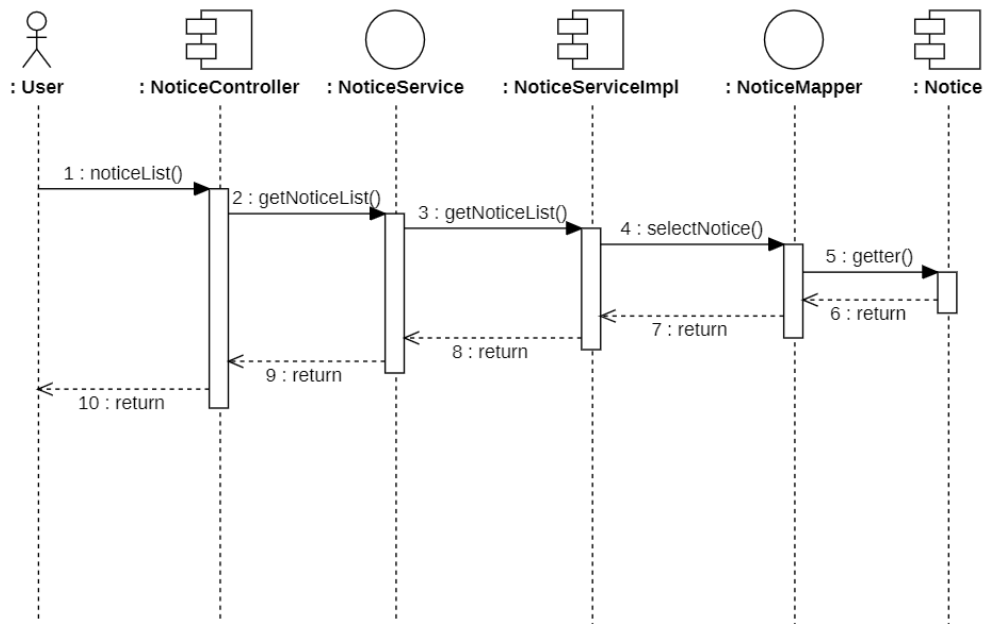 : User
: NoticeController
: NoticeService
: NoticeServiceImpl
: NoticeMapper
: Notice
1 : noticeList()
2 : getNoticeList()
3 : getNoticeList()
4 : selectNotice()
5 : getter()
6 : return
7 : return
8 : return
9 : return
10 : return